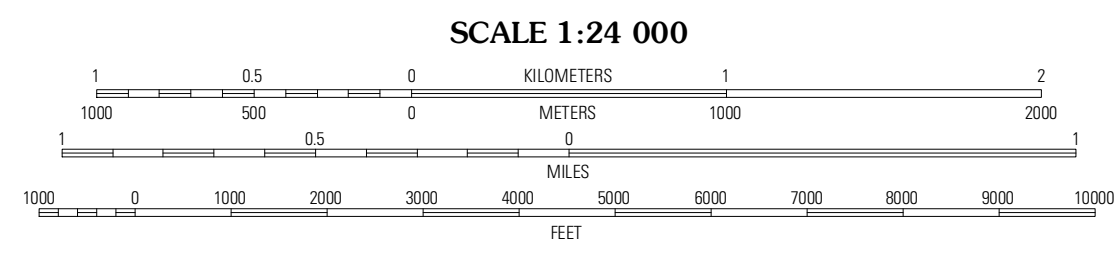 SCALE 1:24 000
1 0.5 0 KILOMETERS 1 2
1000 500 0 METERS 1000 2000
1 0.5 0 1
MILES
1000 0 1000 2000 3000 4000 5000 6000 7000 8000 9000 10000
FEET